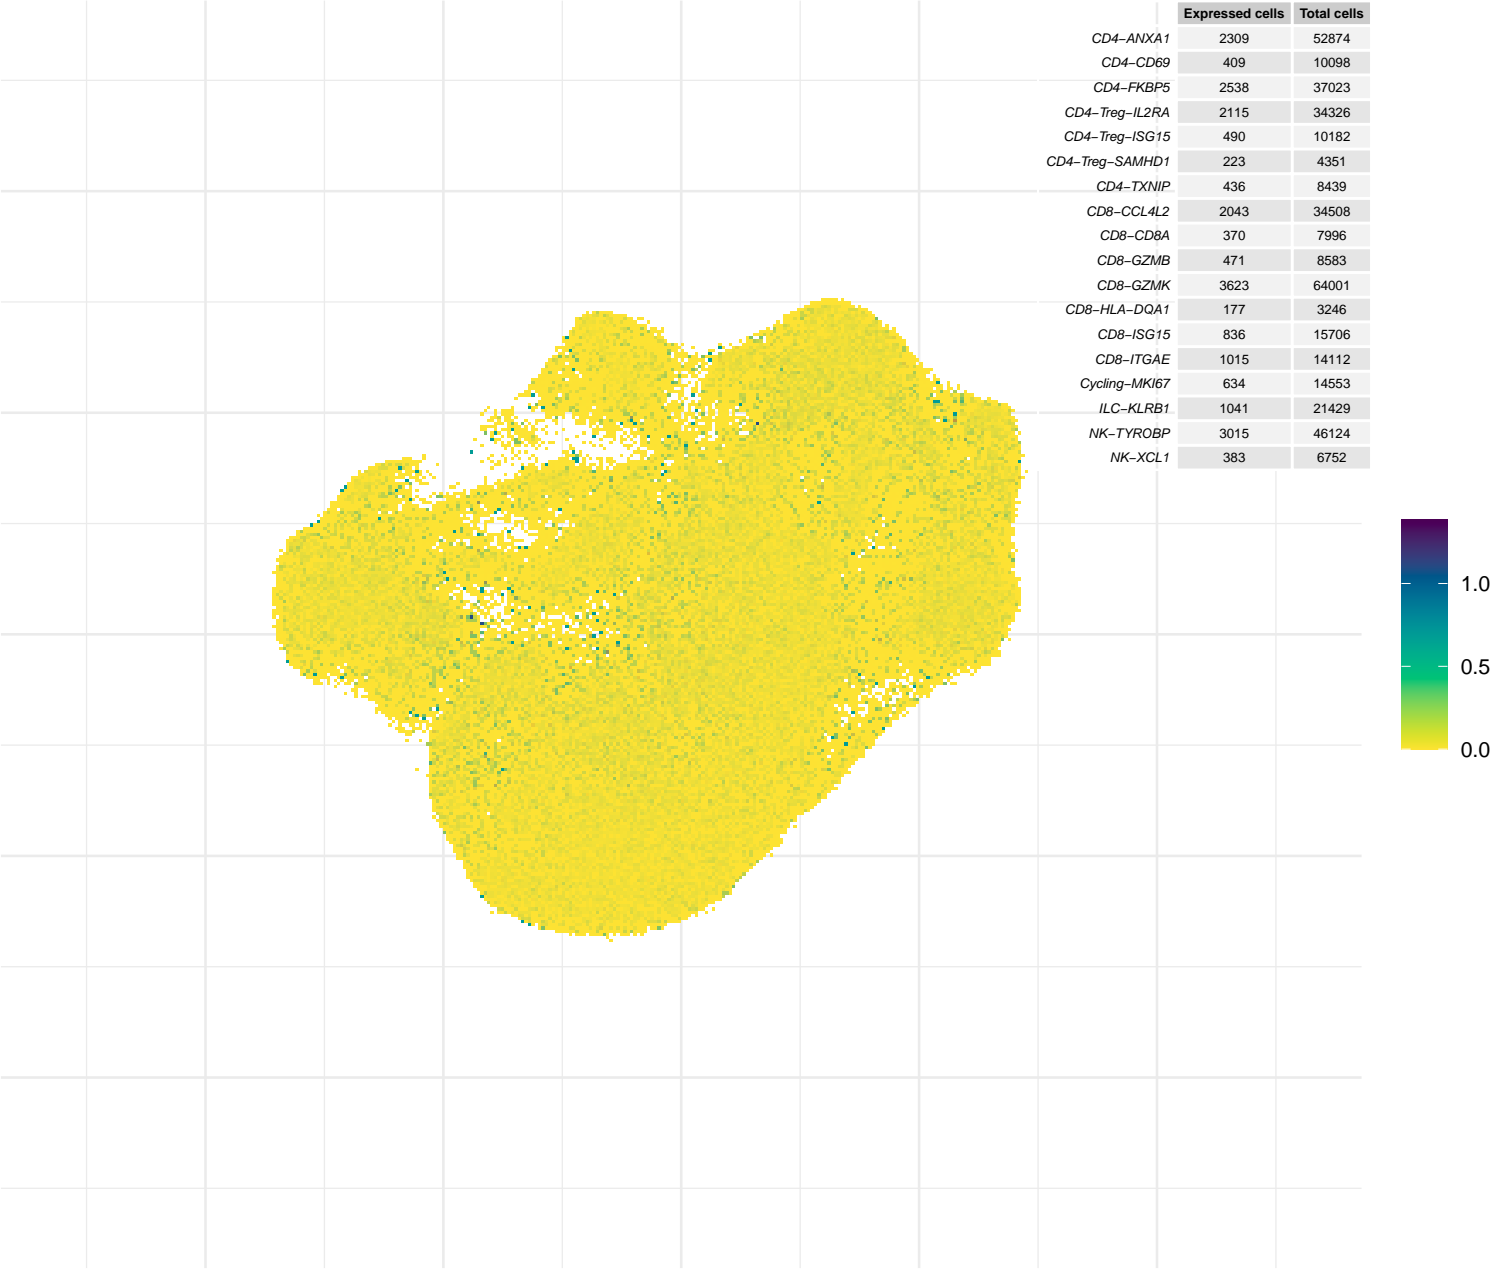 Expressed cells Total cells
CD4−ANXA1 2309 52874
CD4−CD69 409 10098
CD4−FKBP5 2538 37023
CD4−Treg−IL2RA 2115 34326
CD4−Treg−ISG15 490 10182
CD4−Treg−SAMHD1 223 4351
CD4−TXNIP 436 8439
CD8−CCL4L2 2043 34508
CD8−CD8A 370 7996
CD8−GZMB 471 8583
CD8−GZMK 3623 64001
CD8−HLA−DQA1 177 3246
CD8−ISG15 836 15706
CD8−ITGAE 1015 14112
Cycling−MKI67 634 14553
ILC−KLRB1 1041 21429
NK−TYROBP 3015 46124
NK−XCL1 383 6752
1.0
0.5
0.0